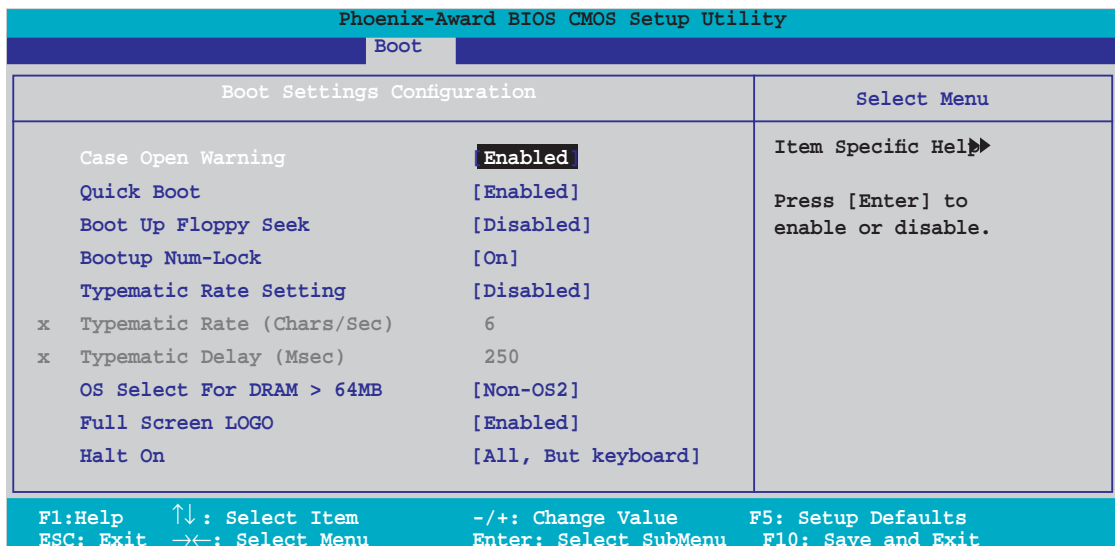 Phoenix-Award BIOS CMOS Setup Utility
Boot
Boot Settings Configuration
Select Menu
Case Open Warning [Enabled]
Quick Boot [Enabled]
Boot Up Floppy Seek [Disabled]
Bootup Num-Lock [On]
Typematic Rate Setting [Disabled]
x Typematic Rate (Chars/Sec) 6
x Typematic Delay (Msec) 250
OS Select For DRAM > 64MB [Non-OS2]
Full Screen LOGO [Enabled]
Halt On [All, But keyboard]
Item Specific Help
Press [Enter] to
enable or disable.
F1:Help ↑↓: Select Item -/+: Change Value F5: Setup Defaults
ESC: Exit →←: Select Menu Enter: Select SubMenu F10: Save and Exit